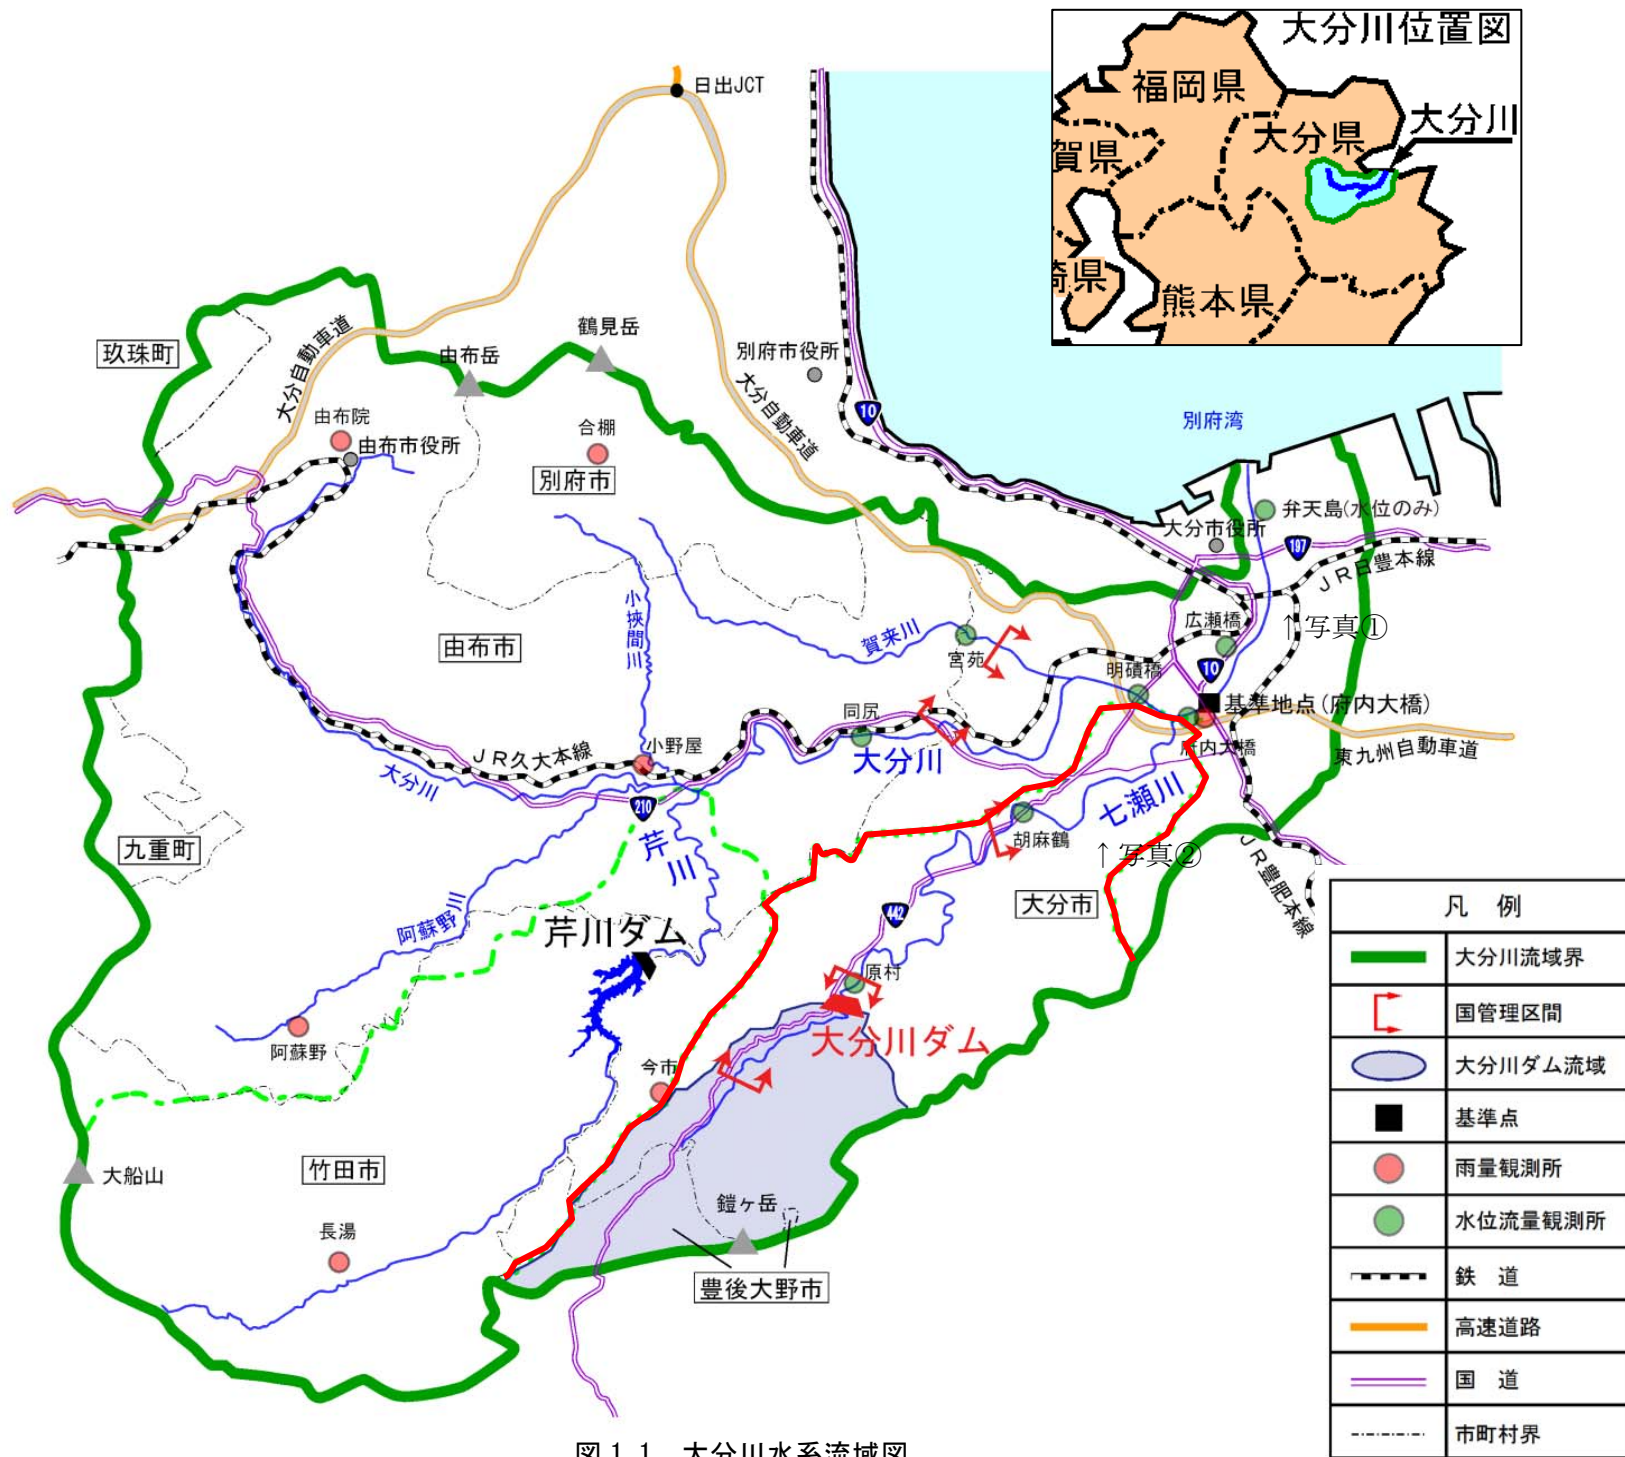 大分川位置図
福岡県
大分県
大分川
賀県
崎県
熊本県
日出JCT
玖珠町
大分自動車道
由布岳
鶴見岳
別府市役所
大分自動車道
10
別府湾
由布院
由布市役所
合棚
別府市
大分市役所
弁天島(水位のみ)
197
JR日豊本線
小挾間川
由布市
賀来川
宮苑
広瀬橋
↑写真①
明磧橋
10
基準地点(府内大橋)
府内大橋
東九州自動車道
同尻
大分川
JR久大本線
小野屋
大分川
210
芹川
七瀬川
胡麻鶴
↑写真②
JR豊肥本線
九重町
大分市
442
阿蘇野川
芹川ダム
原村
大分川ダム
阿蘇野
今市
大船山
竹田市
長湯
鎧ヶ岳
豊後大野市
凡 例
大分川流域界
国管理区間
大分川ダム流域
基準点
雨量観測所
水位流量観測所
鉄 道
高速道路
国 道
市町村界
図1.1 大分川水系流域図